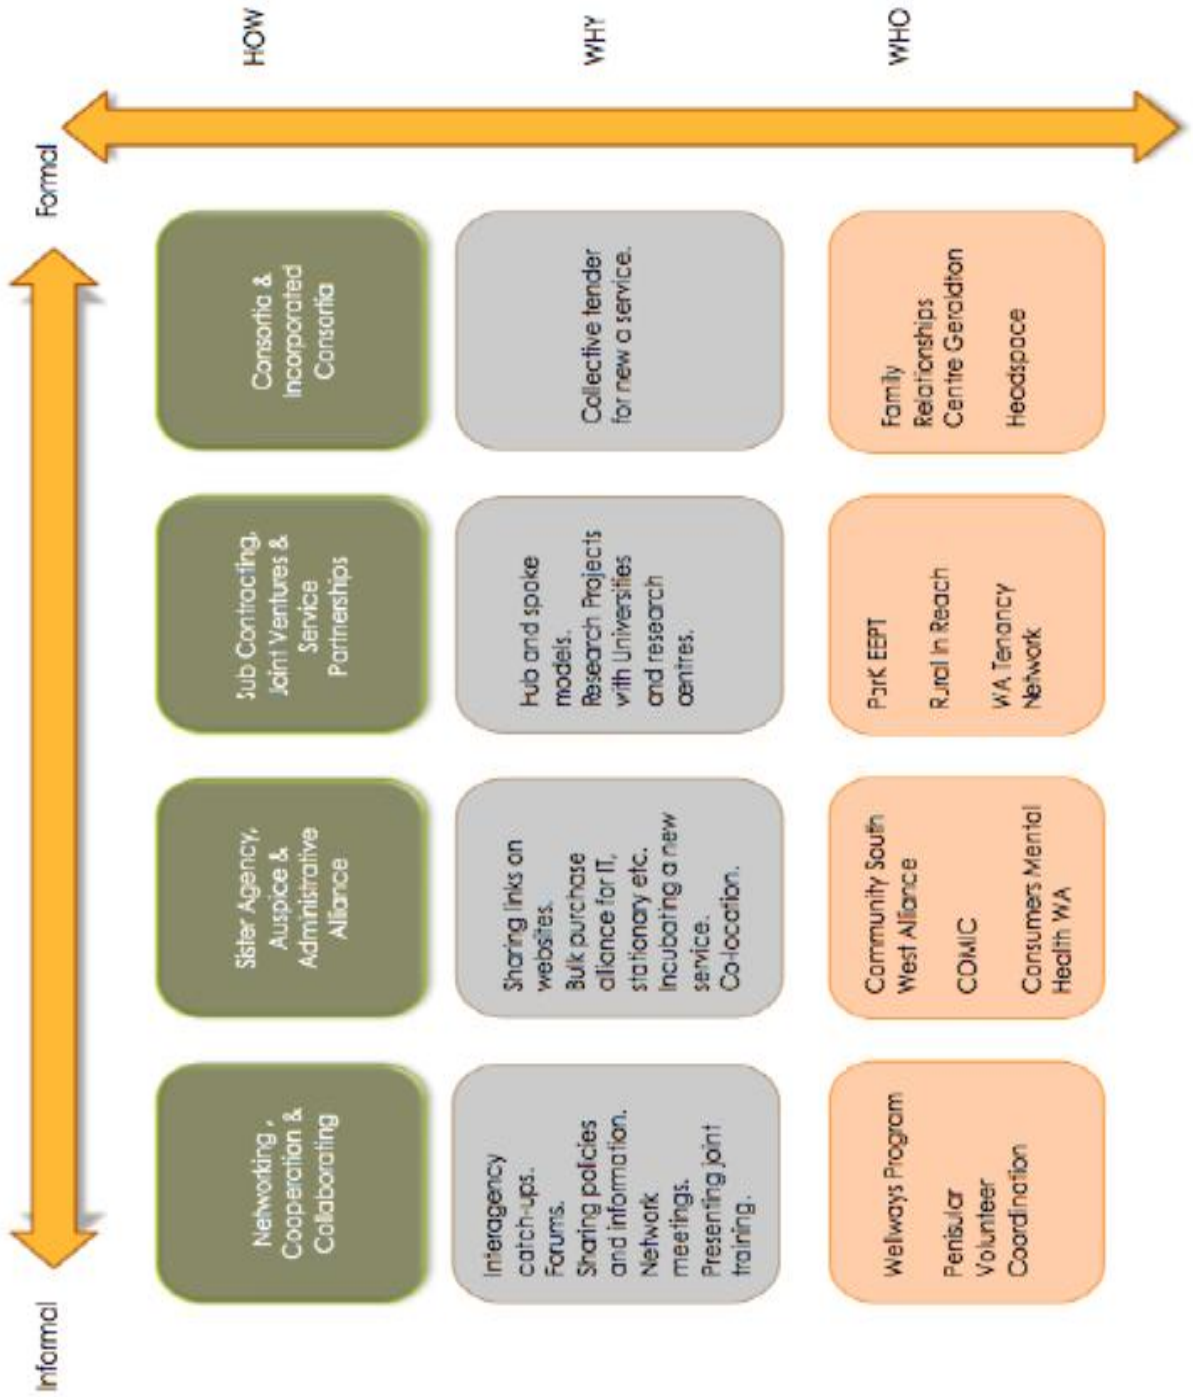 Informal
Formal
Networking ,
Cooperation &
Collaborating
Sister Agency,
Auspice &
Administrative
Alliance
Sub Contracting,
Joint Ventures &
Service
Partnerships
Consortia &
Incorporated
Consortia
HOW
Interagency
catch-ups.
Forums.
Sharing policies
and information.
Network
meetings.
Presenting joint
training.
Sharing links on
websites.
Bulk purchase
alliance for IT,
stationary etc.
Incubating a new
service.
Co-location.
Hub and spoke
models.
Research Projects
with Universities
and research
centres.
Collective tender
for new a service.
WHY
Wellways Program
Penisular
Volunteer
Coordination
Community South
West Alliance
COMIC
Consumers Mental
Health WA
ParK EEPT
Rural In Reach
WA Tenancy
Network
Family
Relationships
Centre Geraldton
Headspace
WHO